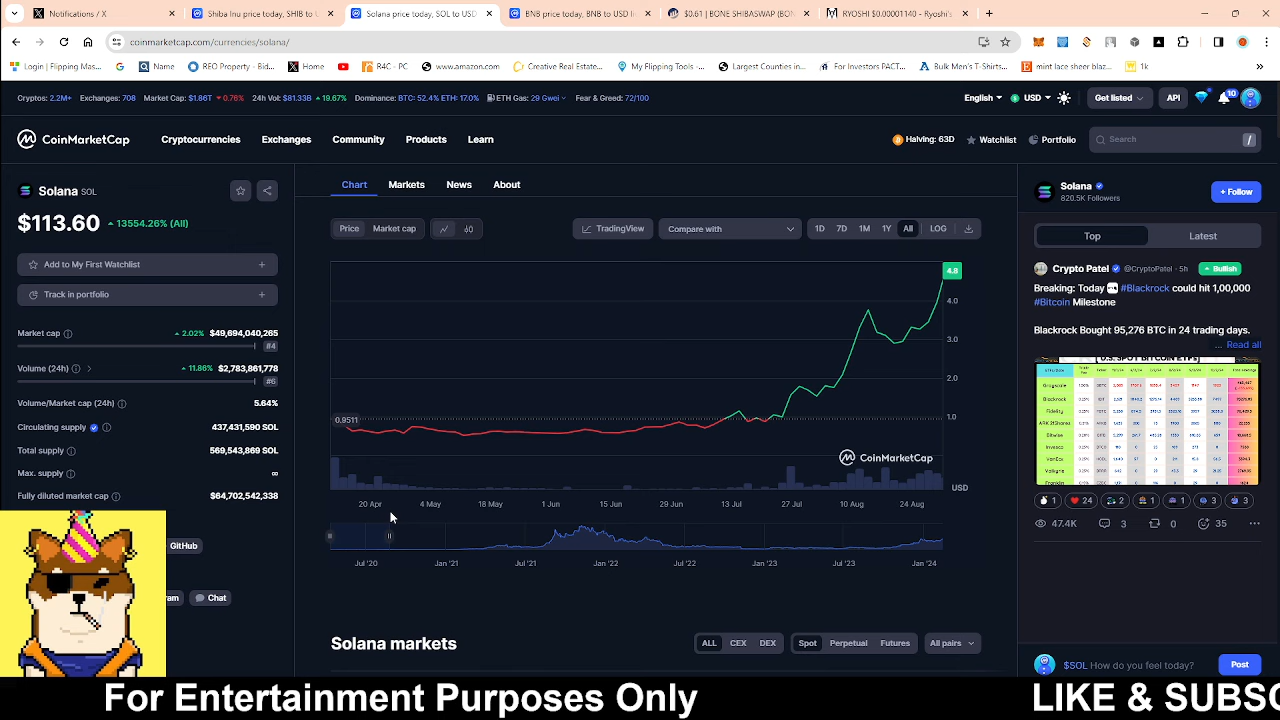 Notifications / X
Shiba Inu price today, SHIB to U
Solana price today, SOL to USD
BNB price today, BNB to USD li
$0.61 | BONE SHIBASWAP (BON
RYOSHI $0.00001140 - Ryoshi's
coinmarketcap.com/currencies/solana/
Login | Flipping Mas...
Name
REO Property - Bid...
Home
R4C - PC
www.amazon.com
Creative Real Estate...
My Flipping Tools -...
Largest Counties in...
For Investors PACT...
Bulk Men's T-Shirts...
mint lace sheer blaz...
1k
Cryptos: 2.2M+ Exchanges: 708 Market Cap: $1.86T 0.76% 24h Vol: $81.33B 19.67% Dominance: BTC: 52.4% ETH: 17.0% ETH Gas: 29 Gwei Fear & Greed: 72/100
English USD Get listed API 10
CoinMarketCap Cryptocurrencies Exchanges Community Products Learn
Halving: 63D Watchlist Portfolio Search /
Solana SOL
$113.60 13554.26% (All)
Add to My First Watchlist +
Track in portfolio +
Market cap 2.02% $49,694,040,265
#4
Volume (24h) 11.86% $2,783,861,778
#6
Volume/Market cap (24h) 5.64%
Circulating supply 437,431,590 SOL
Total supply 569,543,869 SOL
Max. supply ∞
Fully diluted market cap $64,702,542,838
GitHub
Chat
Chart Markets News About
Price Market cap TradingView Compare with 1D 7D 1M 1Y All LOG
4.8
4.0
3.0
2.0
1.0
0.9511
CoinMarketCap
USD
20 Apr 4 May 18 May 1 Jun 15 Jun 29 Jun 13 Jul 27 Jul 10 Aug 24 Aug
Jul '20 Jan '21 Jul '21 Jan '22 Jul '22 Jan '23 Jul '23 Jan '24
Solana markets
ALL CEX DEX Spot Perpetual Futures All pairs
Solana
820.5K Followers
+ Follow
Top Latest
Crypto Patel @CryptoPatel · 5h Bullish
Breaking: Today #Blackrock could hit 1,00,000
#Bitcoin Milestone
Blackrock Bought 95,276 BTC in 24 trading days.
... Read all
U.S. SPOT BITCOIN ETFs
Grayscale
Blackrock
Fidelity
ARK 21Shares
Bitwise
Invesco
VanEck
Valkyrie
Franklin
1 24 2 1 1 3 3
47.4K 3 0 35
$SOL How do you feel today? Post
For Entertainment Purposes Only
LIKE & SUBSC